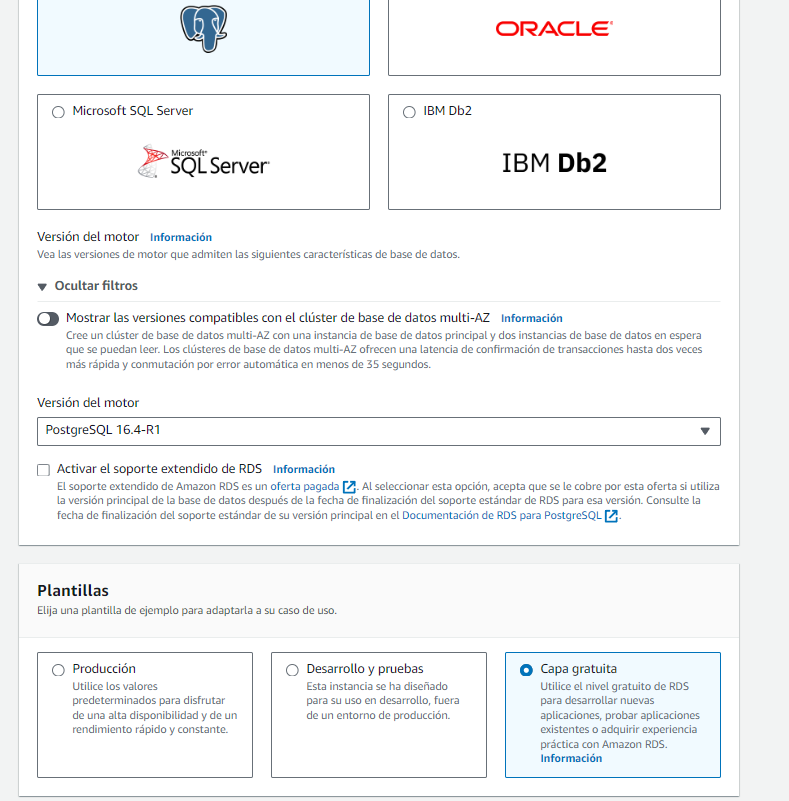 ORACLE
Microsoft SQL Server
IBM Db2
Microsoft
SQL Server
IBM Db2
Versión del motor Información
Vea las versiones de motor que admiten las siguientes características de base de datos.
Ocultar filtros
Mostrar las versiones compatibles con el clúster de base de datos multi-AZ Información
Cree un clúster de base de datos multi-AZ con una instancia de base de datos principal y dos instancias de base de datos en espera
que se puedan leer. Los clústeres de base de datos multi-AZ ofrecen una latencia de confirmación de transacciones hasta dos veces
más rápida y conmutación por error automática en menos de 35 segundos.
Versión del motor
PostgreSQL 16.4-R1
Activar el soporte extendido de RDS Información
El soporte extendido de Amazon RDS es un oferta pagada. Al seleccionar esta opción, acepta que se le cobre por esta oferta si utiliza
la versión principal de la base de datos después de la fecha de finalización del soporte estándar de RDS para esa versión. Consulte la
fecha de finalización del soporte estándar de su versión principal en el Documentación de RDS para PostgreSQL.
Plantillas
Elija una plantilla de ejemplo para adaptarla a su caso de uso.
Producción
Utilice los valores
predeterminados para disfrutar
de una alta disponibilidad y de un
rendimiento rápido y constante.
Desarrollo y pruebas
Esta instancia se ha diseñado
para su uso en desarrollo, fuera
de un entorno de producción.
Capa gratuita
Utilice el nivel gratuito de RDS
para desarrollar nuevas
aplicaciones, probar aplicaciones
existentes o adquirir experiencia
práctica con Amazon RDS.
Información